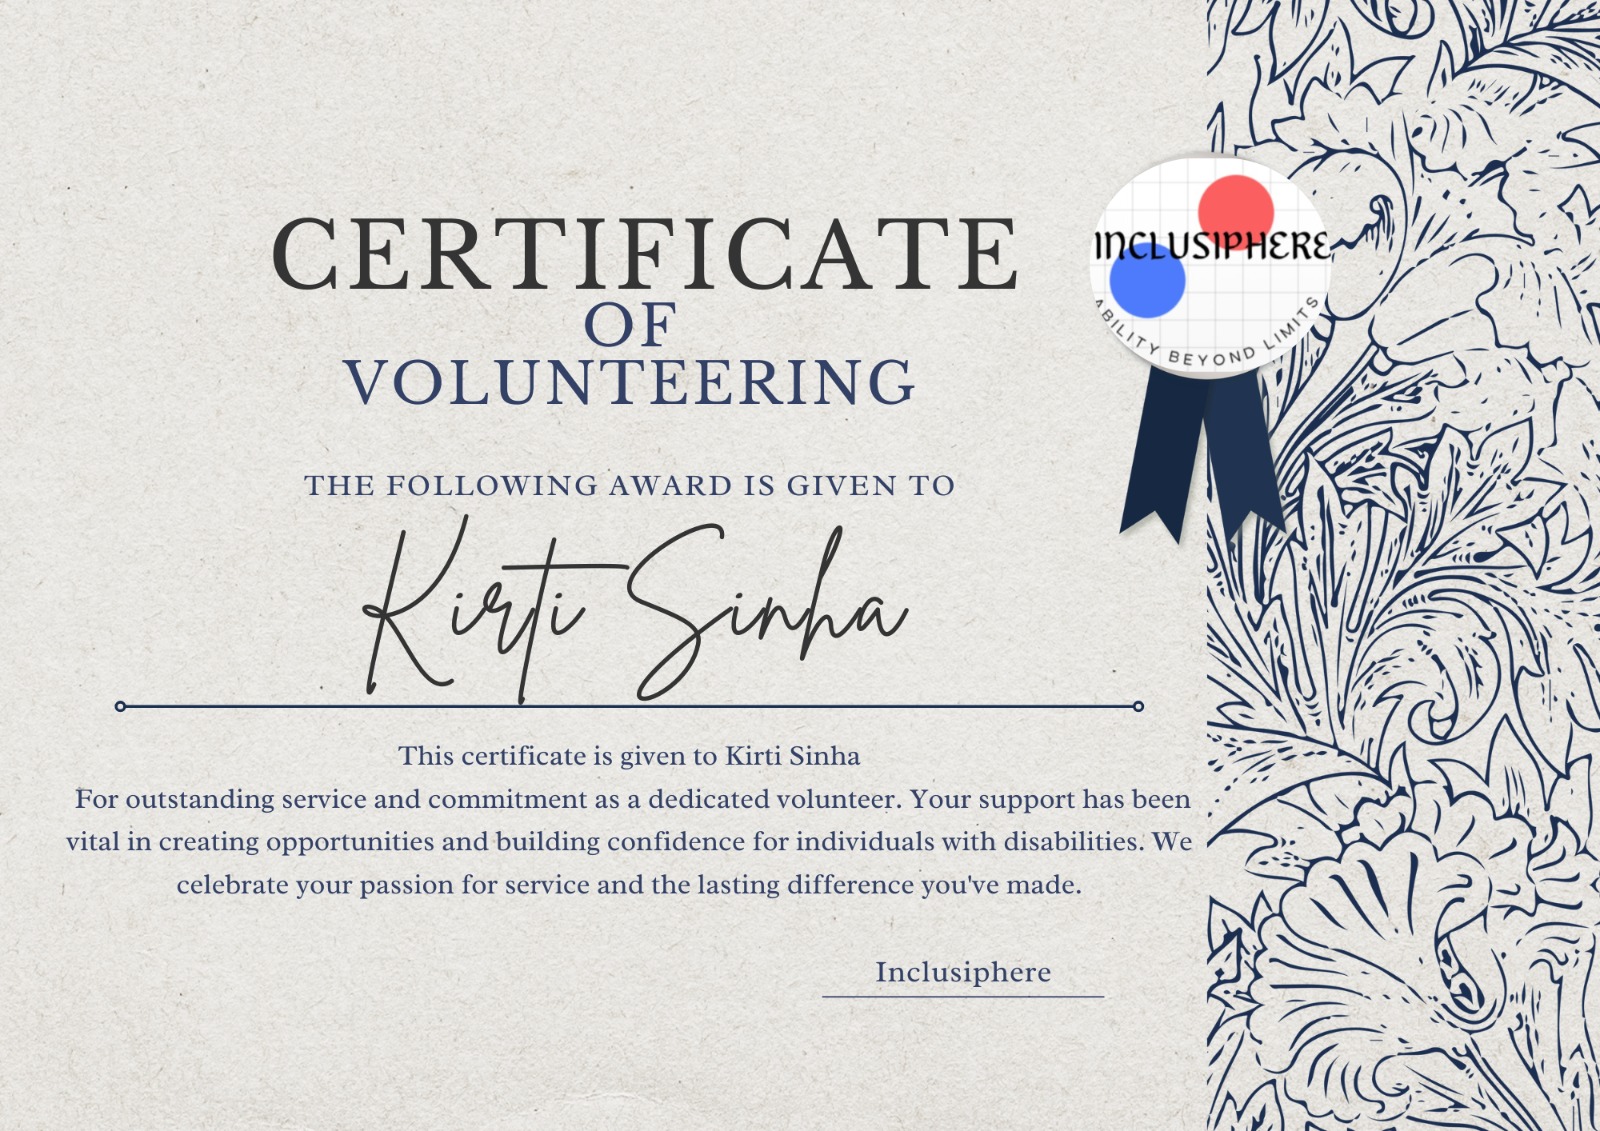 CERTIFICATE
OF
VOLUNTEERING
INCLUSIPHERE
ABILITY BEYOND LIMITS
THE FOLLOWING AWARD IS GIVEN TO
Kirti Sinha
This certificate is given to Kirti Sinha
For outstanding service and commitment as a dedicated volunteer. Your support has been
vital in creating opportunities and building confidence for individuals with disabilities. We
celebrate your passion for service and the lasting difference you've made.
Inclusiphere